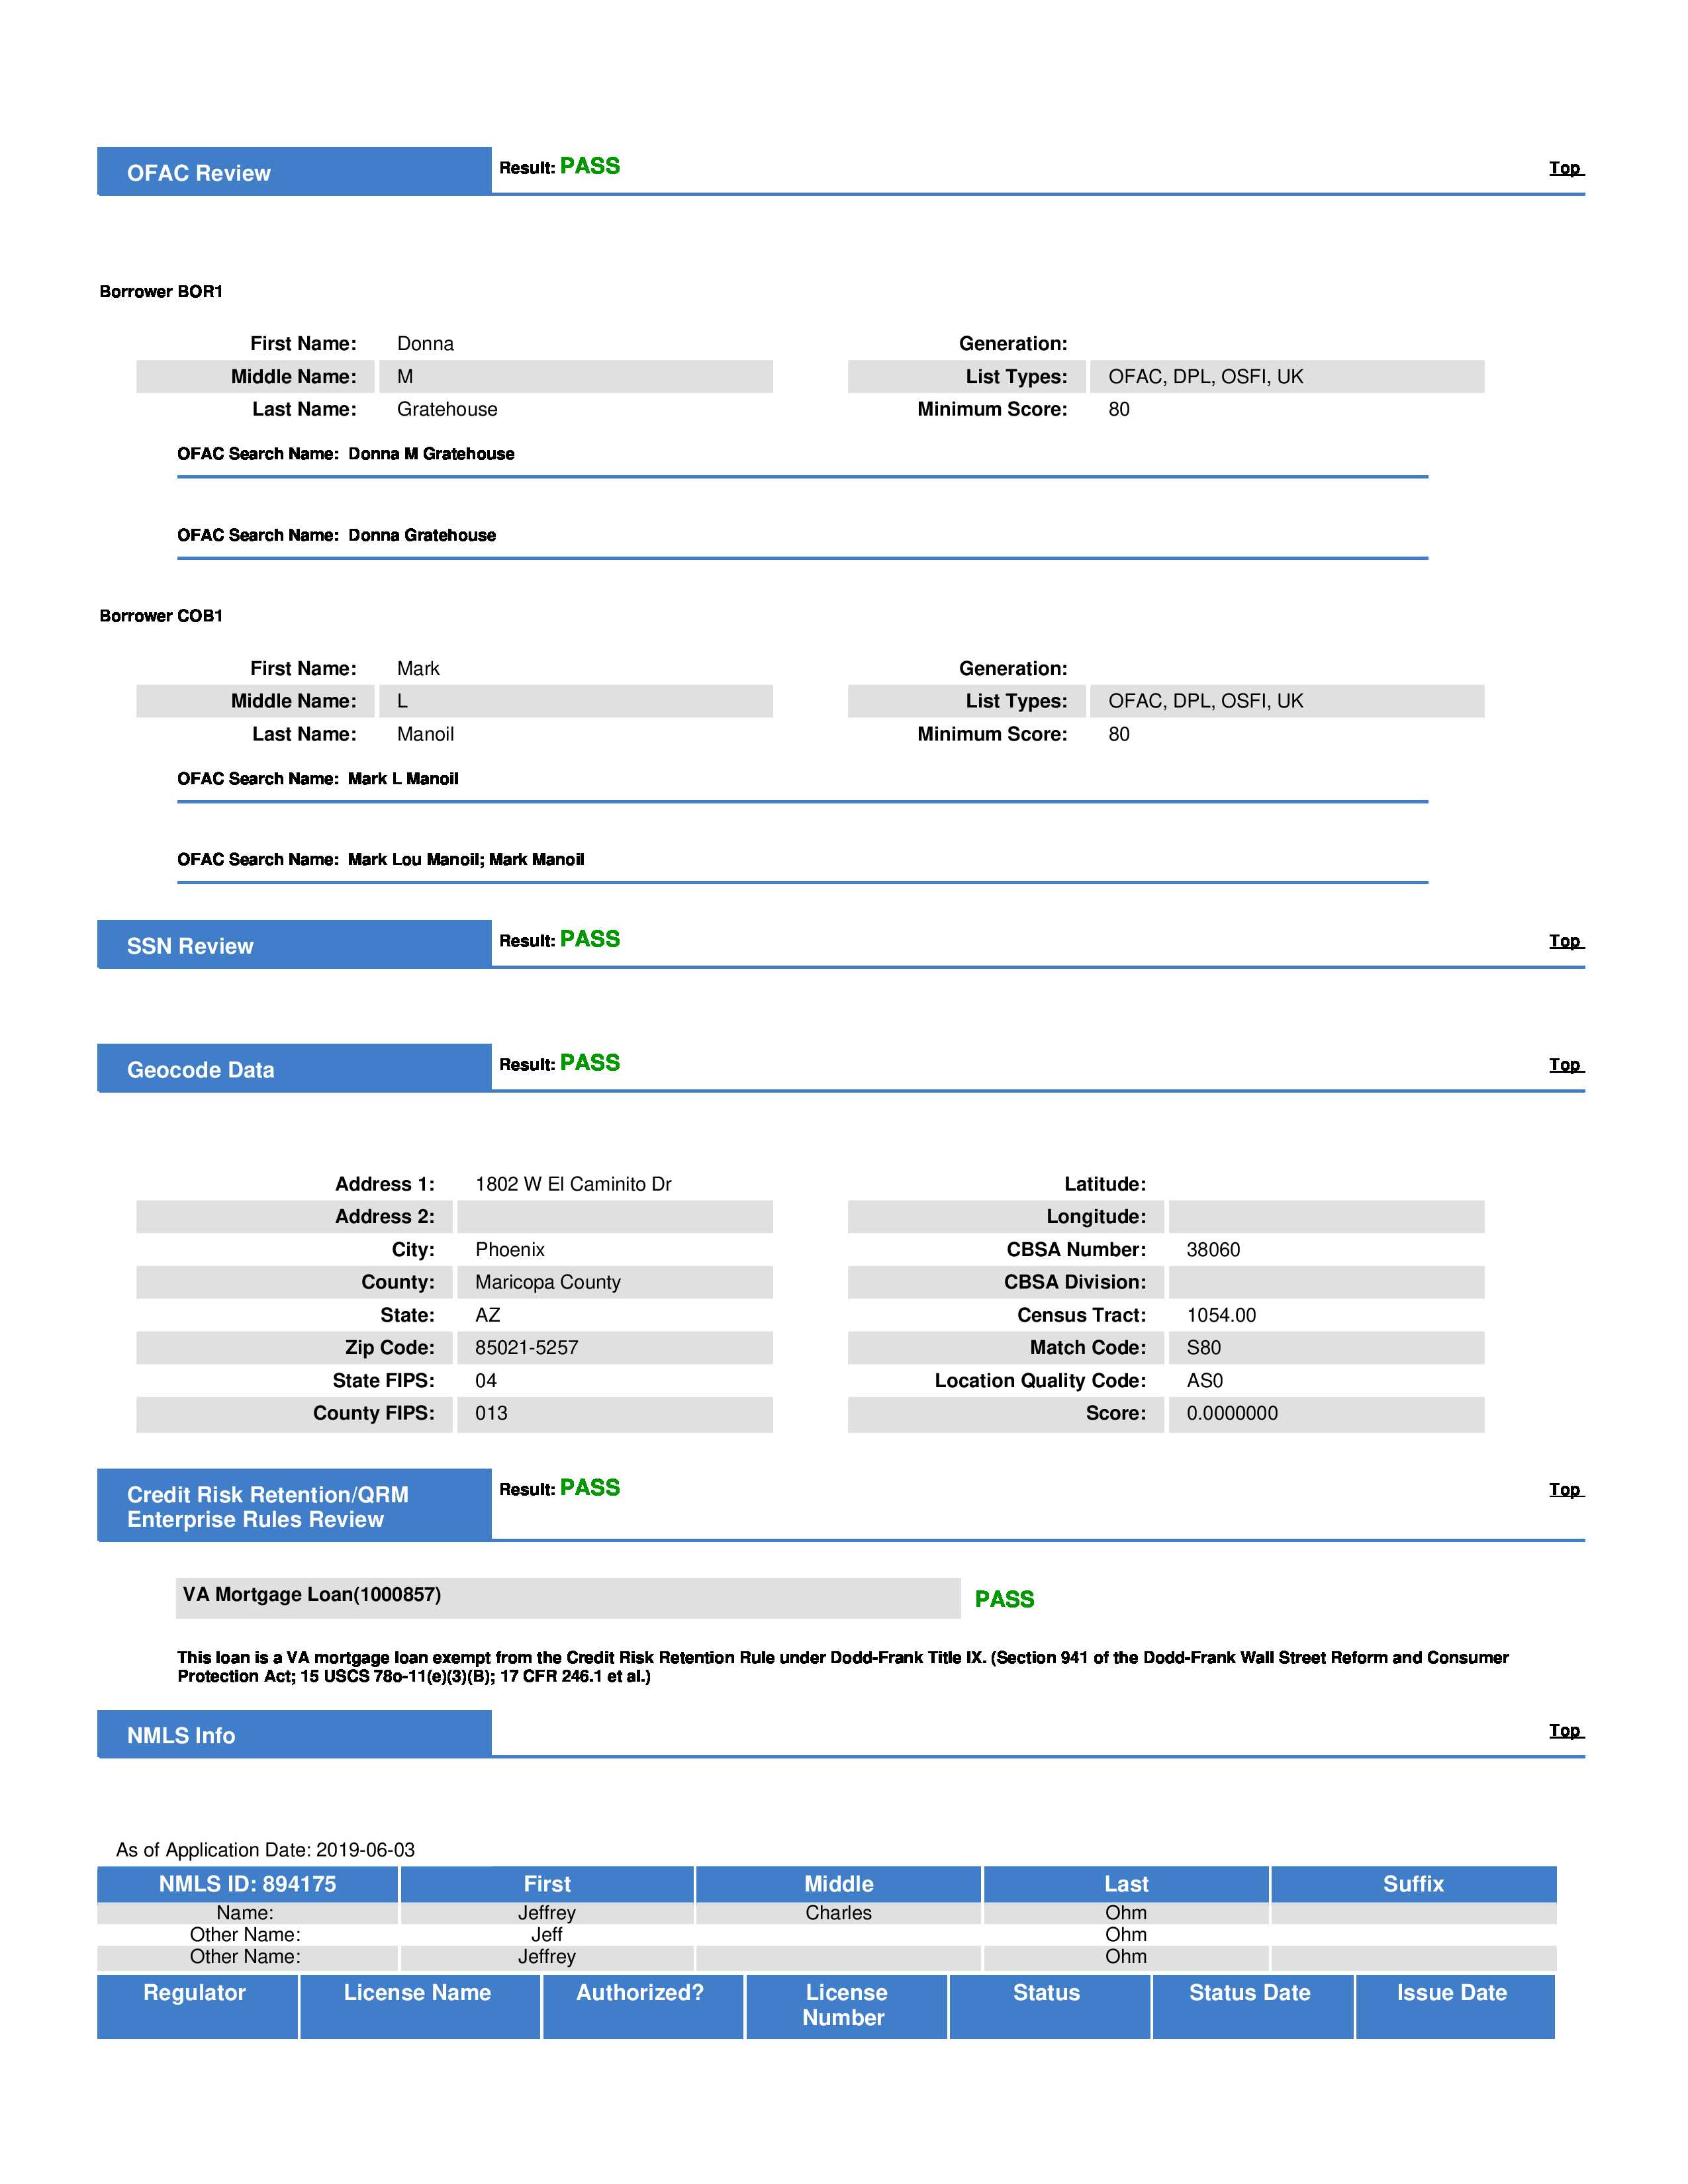 OFAC Review Result: PASS Top
Borrower BOR1
First Name: Donna Generation:
Middle Name: M List Types: OFAC, DPL, OSFI, UK
Last Name: Gratehouse Minimum Score: 80
OFAC Search Name: Donna M Gratehouse
OFAC Search Name: Donna Gratehouse
Borrower COB1
First Name: Mark Generation:
Middle Name: L List Types: OFAC, DPL, OSFI, UK
Last Name: Manoil Minimum Score: 80
OFAC Search Name: Mark L Manoil
OFAC Search Name: Mark Lou Manoil; Mark Manoil
SSN Review Result: PASS Top
Geocode Data Result: PASS Top
Address 1: 1802 W El Caminito Dr Latitude:
Address 2: Longitude:
City: Phoenix CBSA Number: 38060
County: Maricopa County CBSA Division:
State: AZ Census Tract: 1054.00
Zip Code: 85021-5257 Match Code: S80
State FIPS: 04 Location Quality Code: AS0
County FIPS: 013 Score: 0.0000000
Credit Risk Retention/QRM Result: PASS Top
Enterprise Rules Review
VA Mortgage Loan(1000857) PASS
This loan is a VA mortgage loan exempt from the Credit Risk Retention Rule under Dodd-Frank Title IX. (Section 941 of the Dodd-Frank Wall Street Reform and Consumer
Protection Act; 15 USCS 78o-11(e)(3)(B); 17 CFR 246.1 et al.)
NMLS Info Top
As of Application Date: 2019-06-03
NMLS ID: 894175 First Middle Last Suffix
Name: Jeffrey Charles Ohm
Other Name: Jeff Ohm
Other Name: Jeffrey Ohm
Regulator License Name Authorized? License Status Status Date Issue Date
Number